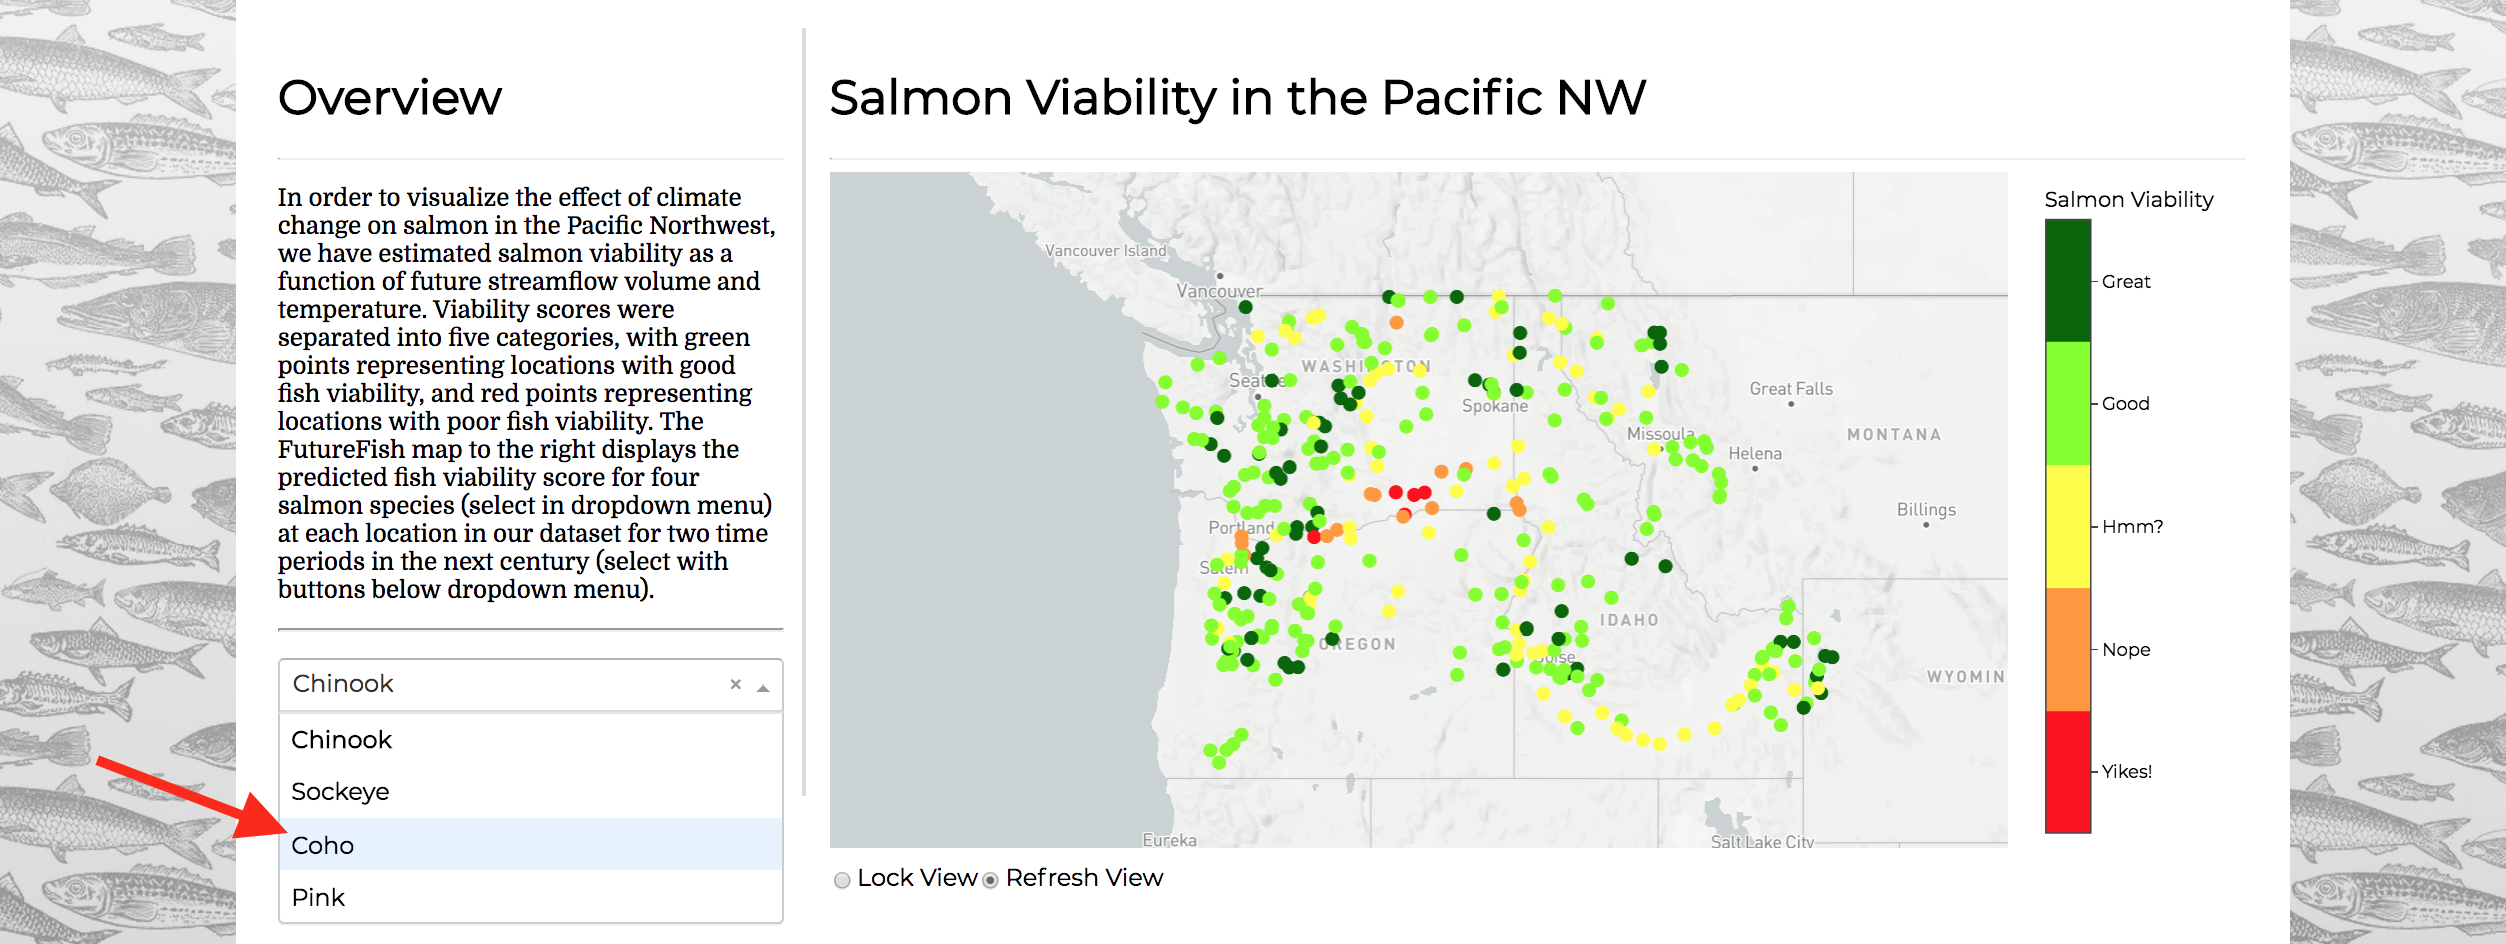 Overview
In order to visualize the effect of climate
change on salmon in the Pacific Northwest,
we have estimated salmon viability as a
function of future streamflow volume and
temperature. Viability scores were
separated into five categories, with green
points representing locations with good
fish viability, and red points representing
locations with poor fish viability. The
FutureFish map to the right displays the
predicted fish viability score for four
salmon species (select in dropdown menu)
at each location in our dataset for two time
periods in the next century (select with
buttons below dropdown menu).
Chinook
×
Chinook
Sockeye
Coho
Pink
Salmon Viability in the Pacific NW
Vancouver Island
Vancouver
WASHINGTON
Seattle
Spokane
Great Falls
Missoula
MONTANA
Helena
Billings
Portland
Salem
IDAHO
OREGON
Boise
WYOMIN
Eureka
Salt Lake City
Lock View
Refresh View
Salmon Viability
Great
Good
Hmm?
Nope
Yikes!